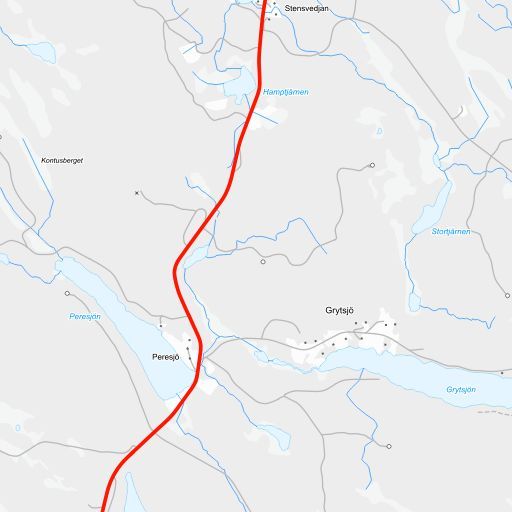 Stensvedjan
Hamptjärnen
Kontusberget
Stortjärnen
Peresjön
Grytsjö
Peresjö
Grytsjön